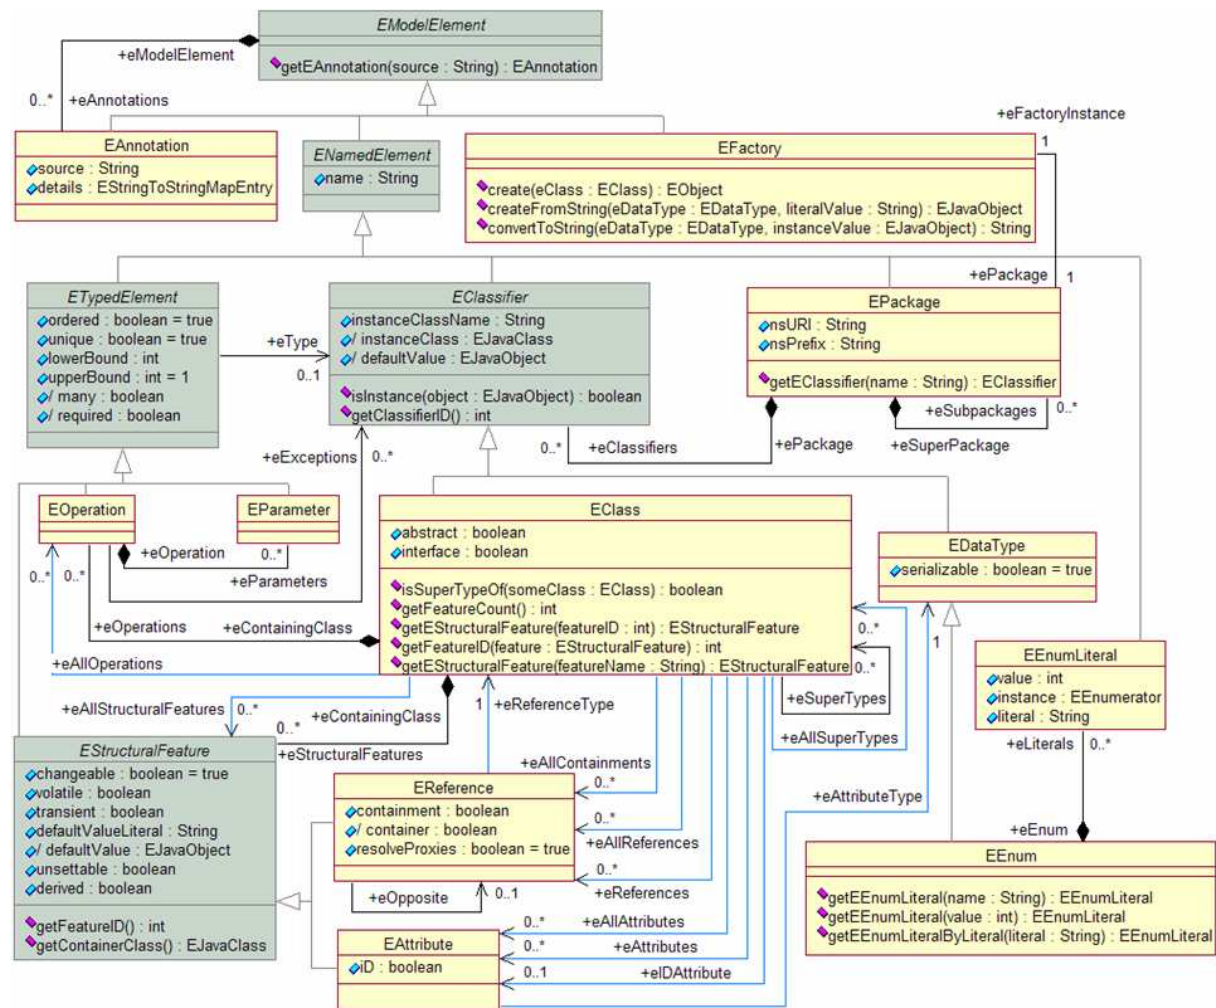 EModelElement
getEAnnotation(source : String) : EAnnotation
+eModelElement
0..*
+eAnnotations
+eFactoryInstance
1
EAnnotation
source : String
details : EStringToStringMapEntry
ENamedElement
name : String
EFactory
create(eClass : EClass) : EObject
createFromString(eDataType : EDataType, literalValue : String) : EJavaObject
convertToString(eDataType : EDataType, instanceValue : EJavaObject) : String
+ePackage
1
ETypedElement
ordered : boolean = true
unique : boolean = true
lowerBound : int
upperBound : int = 1
/ many : boolean
/ required : boolean
+eType
0..1
EClassifier
instanceClassName : String
/ instanceClass : EJavaClass
/ defaultValue : EJavaObject
isInstance(object : EJavaObject) : boolean
getClassifierID() : int
EPackage
nsURI : String
nsPrefix : String
getEClassifier(name : String) : EClassifier
+eSubpackages
0..*
+eSuperPackage
+eExceptions
0..*
0..*
+eClassifiers
+ePackage
EOperation
EParameter
+eOperation
0..*
+eParameters
0..*
0..*
+eOperations
+eContainingClass
+eAllOperations
EClass
abstract : boolean
interface : boolean
isSuperTypeOf(someClass : EClass) : boolean
getFeatureCount() : int
getEStructuralFeature(featureID : int) : EStructuralFeature
getFeatureID(feature : EStructuralFeature) : int
getEStructuralFeature(featureName : String) : EStructuralFeature
EDataType
serializable : boolean = true
0..*
0..*
1
+eSuperTypes
+eAllSuperTypes
EEnumLiteral
value : int
instance : EEnumerator
literal : String
+eLiterals
0..*
+eAllStructuralFeatures
0..*
+eContainingClass
0..*
+eStructuralFeatures
1
+eReferenceType
EStructuralFeature
changeable : boolean = true
volatile : boolean
transient : boolean
defaultValueLiteral : String
/ defaultValue : EJavaObject
unsettable : boolean
derived : boolean
getFeatureID() : int
getContainerClass() : EJavaClass
EReference
containment : boolean
/ container : boolean
resolveProxies : boolean = true
+eOpposite
0..1
+eAllContainments
0..*
0..*
+eAllReferences
0..*
+eReferences
+eAttributeType
+eEnum
EEnum
getEEnumLiteral(name : String) : EEnumLiteral
getEEnumLiteral(value : int) : EEnumLiteral
getEEnumLiteralByLiteral(literal : String) : EEnumLiteral
EAttribute
iD : boolean
0..*
+eAllAttributes
0..*
+eAttributes
0..1
+eIDAttribute